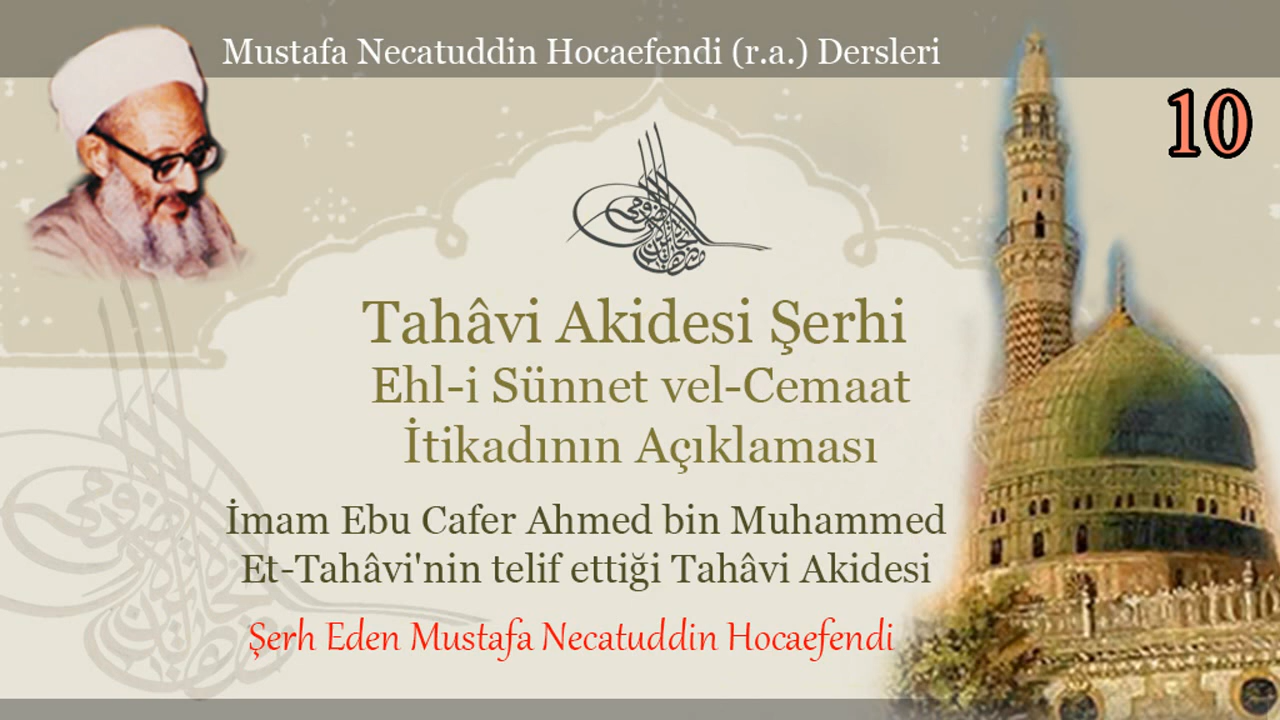 Mustafa Necatuddin Hocaefendi (r.a.) Dersleri
10
Tahâvi Akidesi Şerhi
Ehl-i Sünnet vel-Cemaat
İtikadının Açıklaması
İmam Ebu Cafer Ahmed bin Muhammed
Et-Tahâvi'nin telif ettiği Tahâvi Akidesi
Şerh Eden Mustafa Necatuddin Hocaefendi